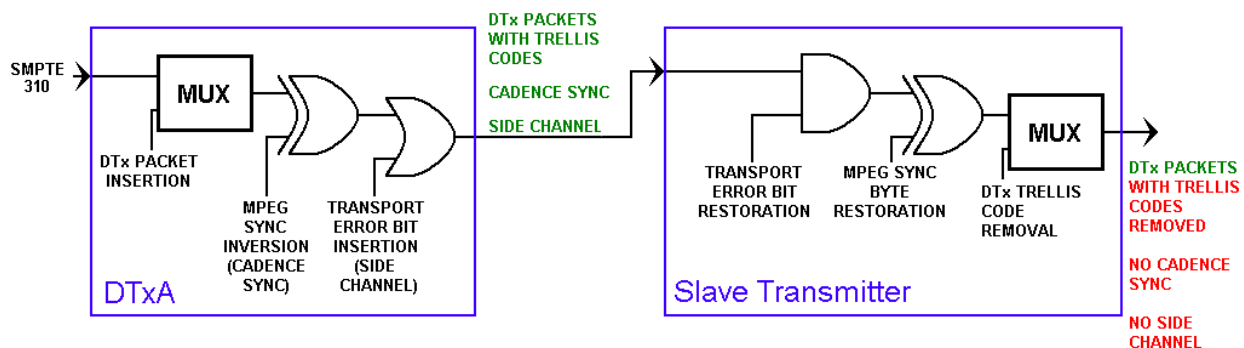 SMPTE
310
MUX
DTx PACKET
INSERTION
MPEG
SYNC
INVERSION
(CADENCE
SYNC)
TRANSPORT
ERROR BIT
INSERTION
(SIDE
CHANNEL)
DTxA
DTx PACKETS
WITH TRELLIS
CODES
CADENCE SYNC
SIDE CHANNEL
TRANSPORT
ERROR BIT
RESTORATION
MPEG SYNC
BYTE
RESTORATION
MUX
DTx TRELLIS
CODE
REMOVAL
Slave Transmitter
DTx PACKETS
WITH TRELLIS
CODES
REMOVED
NO CADENCE
SYNC
NO SIDE
CHANNEL